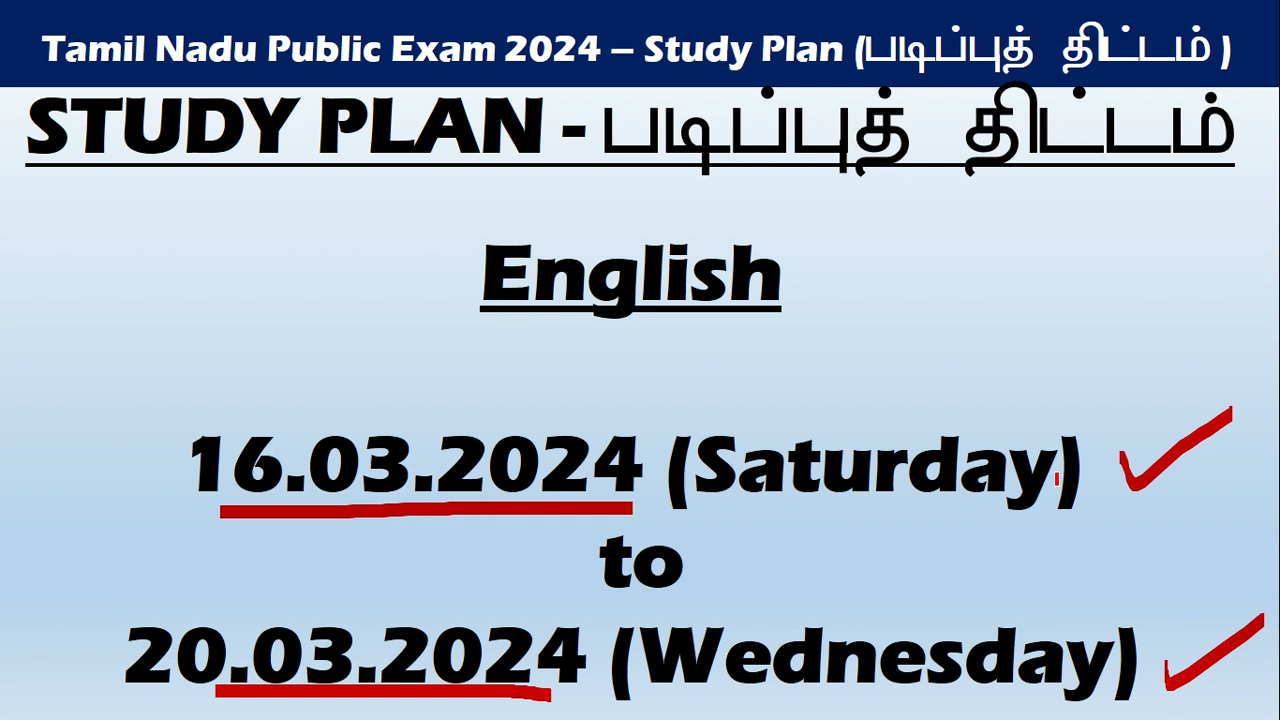 Tamil Nadu Public Exam 2024 – Study Plan (படிப்புத் திட்டம் )
STUDY PLAN - படிப்புத் திட்டம்
English
16.03.2024 (Saturday)
to
20.03.2024 (Wednesday)